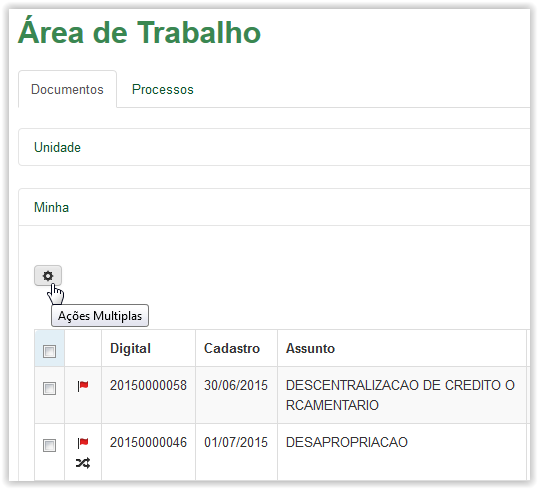 Área de Trabalho
Documentos Processos
Unidade
Minha
Ações Multiplas
Digital Cadastro Assunto
20150000058 30/06/2015 DESCENTRALIZACAO DE CREDITO O
RCAMENTARIO
20150000046 01/07/2015 DESAPROPRIACAO